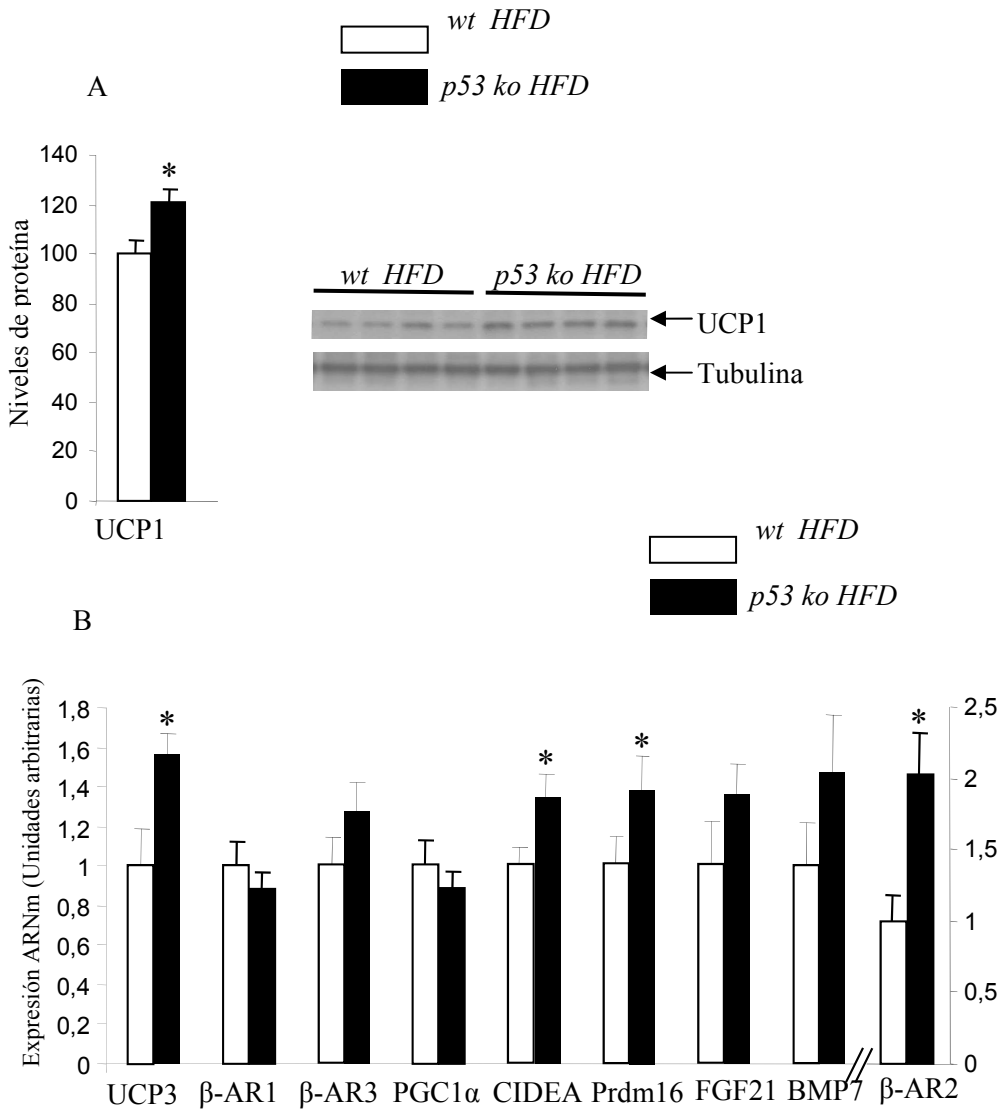 wt HFD
p53 ko HFD
A
140
120
100
80
60
40
20
0
Niveles de proteína
*
UCP1
wt HFD
p53 ko HFD
UCP1
Tubulina
wt HFD
p53 ko HFD
B
Expresión ARNm (Unidades arbitrarias)
1,8
1,6
1,4
1,2
1
0,8
0,6
0,4
0,2
0
* * * *
2,5
2
1,5
1
0,5
0
UCP3 β-AR1 β-AR3 PGC1α CIDEA Prdm16 FGF21 BMP7 // β-AR2